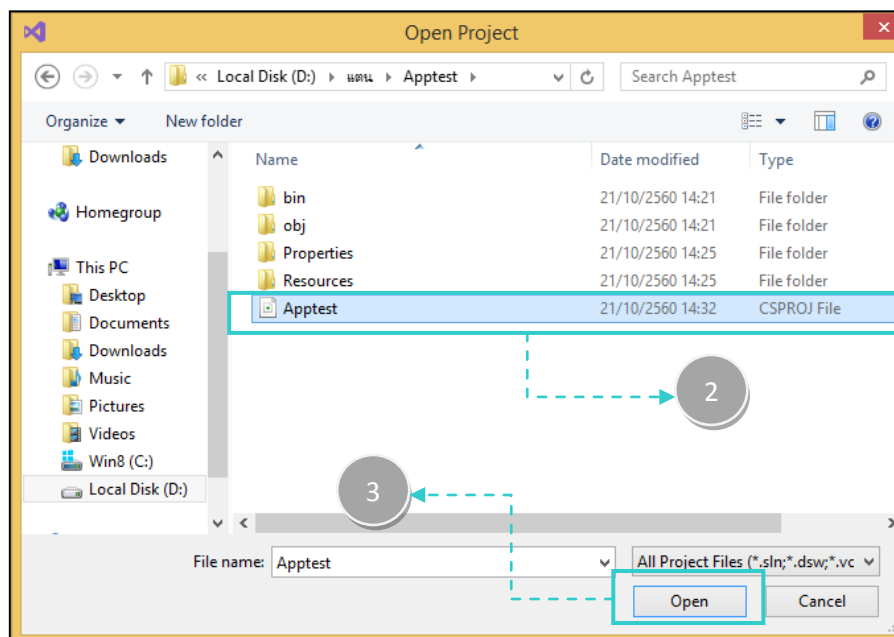 Open Project
« Local Disk (D:) แตน Apptest
Search Apptest
Organize New folder
Name Date modified Type
Downloads
Homegroup
This PC
Desktop
Documents
Downloads
Music
Pictures
Videos
Win8 (C:)
Local Disk (D:)
bin 21/10/2560 14:21 File folder
obj 21/10/2560 14:21 File folder
Properties 21/10/2560 14:25 File folder
Resources 21/10/2560 14:25 File folder
Apptest 21/10/2560 14:32 CSPROJ File
2
3
File name: Apptest All Project Files (*.sln;*.dsw;*.vc
Open Cancel